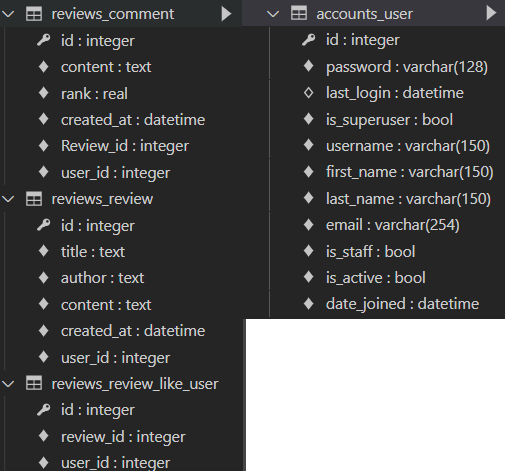 reviews_comment
id : integer
content : text
rank : real
created_at : datetime
Review_id : integer
user_id : integer
reviews_review
id : integer
title : text
author : text
content : text
created_at : datetime
user_id : integer
reviews_review_like_user
id : integer
review_id : integer
user_id : integer
accounts_user
id : integer
password : varchar(128)
last_login : datetime
is_superuser : bool
username : varchar(150)
first_name : varchar(150)
last_name : varchar(150)
email : varchar(254)
is_staff : bool
is_active : bool
date_joined : datetime